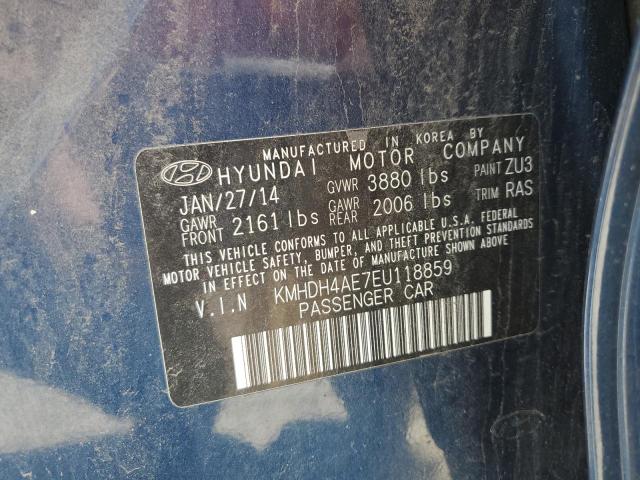 MANUFACTURED IN KOREA BY
HYUNDAI MOTOR COMPANY
JAN/27/14 GVWR 3880 lbs PAINT ZU3
GAWR FRONT 2161 lbs GAWR REAR 2006 lbs TRIM RAS
THIS VEHICLE CONFORMS TO ALL APPLICABLE U.S.A. FEDERAL
MOTOR VEHICLE SAFETY, BUMPER, AND THEFT PREVENTION STANDARDS
IN EFFECT ON THE DATE OF MANUFACTURE SHOWN ABOVE.
V.I.N KMHDH4AE7EU118859
PASSENGER CAR